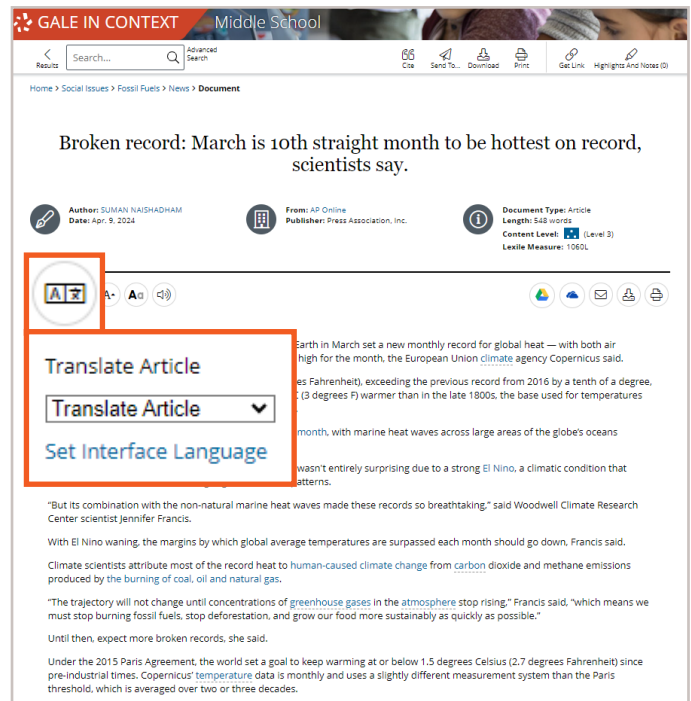 GALE IN CONTEXT Middle School
Results
Search...
Advanced
Search
Cite
Send To...
Download
Print
Get Link
Highlights And Notes (0)
Home > Social Issues > Fossil Fuels > News > Document
Broken record: March is 10th straight month to be hottest on record,
scientists say.
Author: SUMAN NAISHADHAM
Date: Apr. 9, 2024
From: AP Online
Publisher: Press Association, Inc.
Document Type: Article
Length: 548 words
Content Level: (Level 3)
Lexile Measure: 1060L
Translate Article
Translate Article
Set Interface Language
Earth in March set a new monthly record for global heat — with both air
high for the month, the European Union climate agency Copernicus said.
es Fahrenheit), exceeding the previous record from 2016 by a tenth of a degree,
C (3 degrees F) warmer than in the late 1800s, the base used for temperatures
month, with marine heat waves across large areas of the globe's oceans
wasn't entirely surprising due to a strong El Nino, a climatic condition that
atterns.
"But its combination with the non-natural marine heat waves made these records so breathtaking," said Woodwell Climate Research
Center scientist Jennifer Francis.
With El Nino waning, the margins by which global average temperatures are surpassed each month should go down, Francis said.
Climate scientists attribute most of the record heat to human-caused climate change from carbon dioxide and methane emissions
produced by the burning of coal, oil and natural gas.
"The trajectory will not change until concentrations of greenhouse gases in the atmosphere stop rising," Francis said, "which means we
must stop burning fossil fuels, stop deforestation, and grow our food more sustainably as quickly as possible."
Until then, expect more broken records, she said.
Under the 2015 Paris Agreement, the world set a goal to keep warming at or below 1.5 degrees Celsius (2.7 degrees Fahrenheit) since
pre-industrial times. Copernicus' temperature data is monthly and uses a slightly different measurement system than the Paris
threshold, which is averaged over two or three decades.